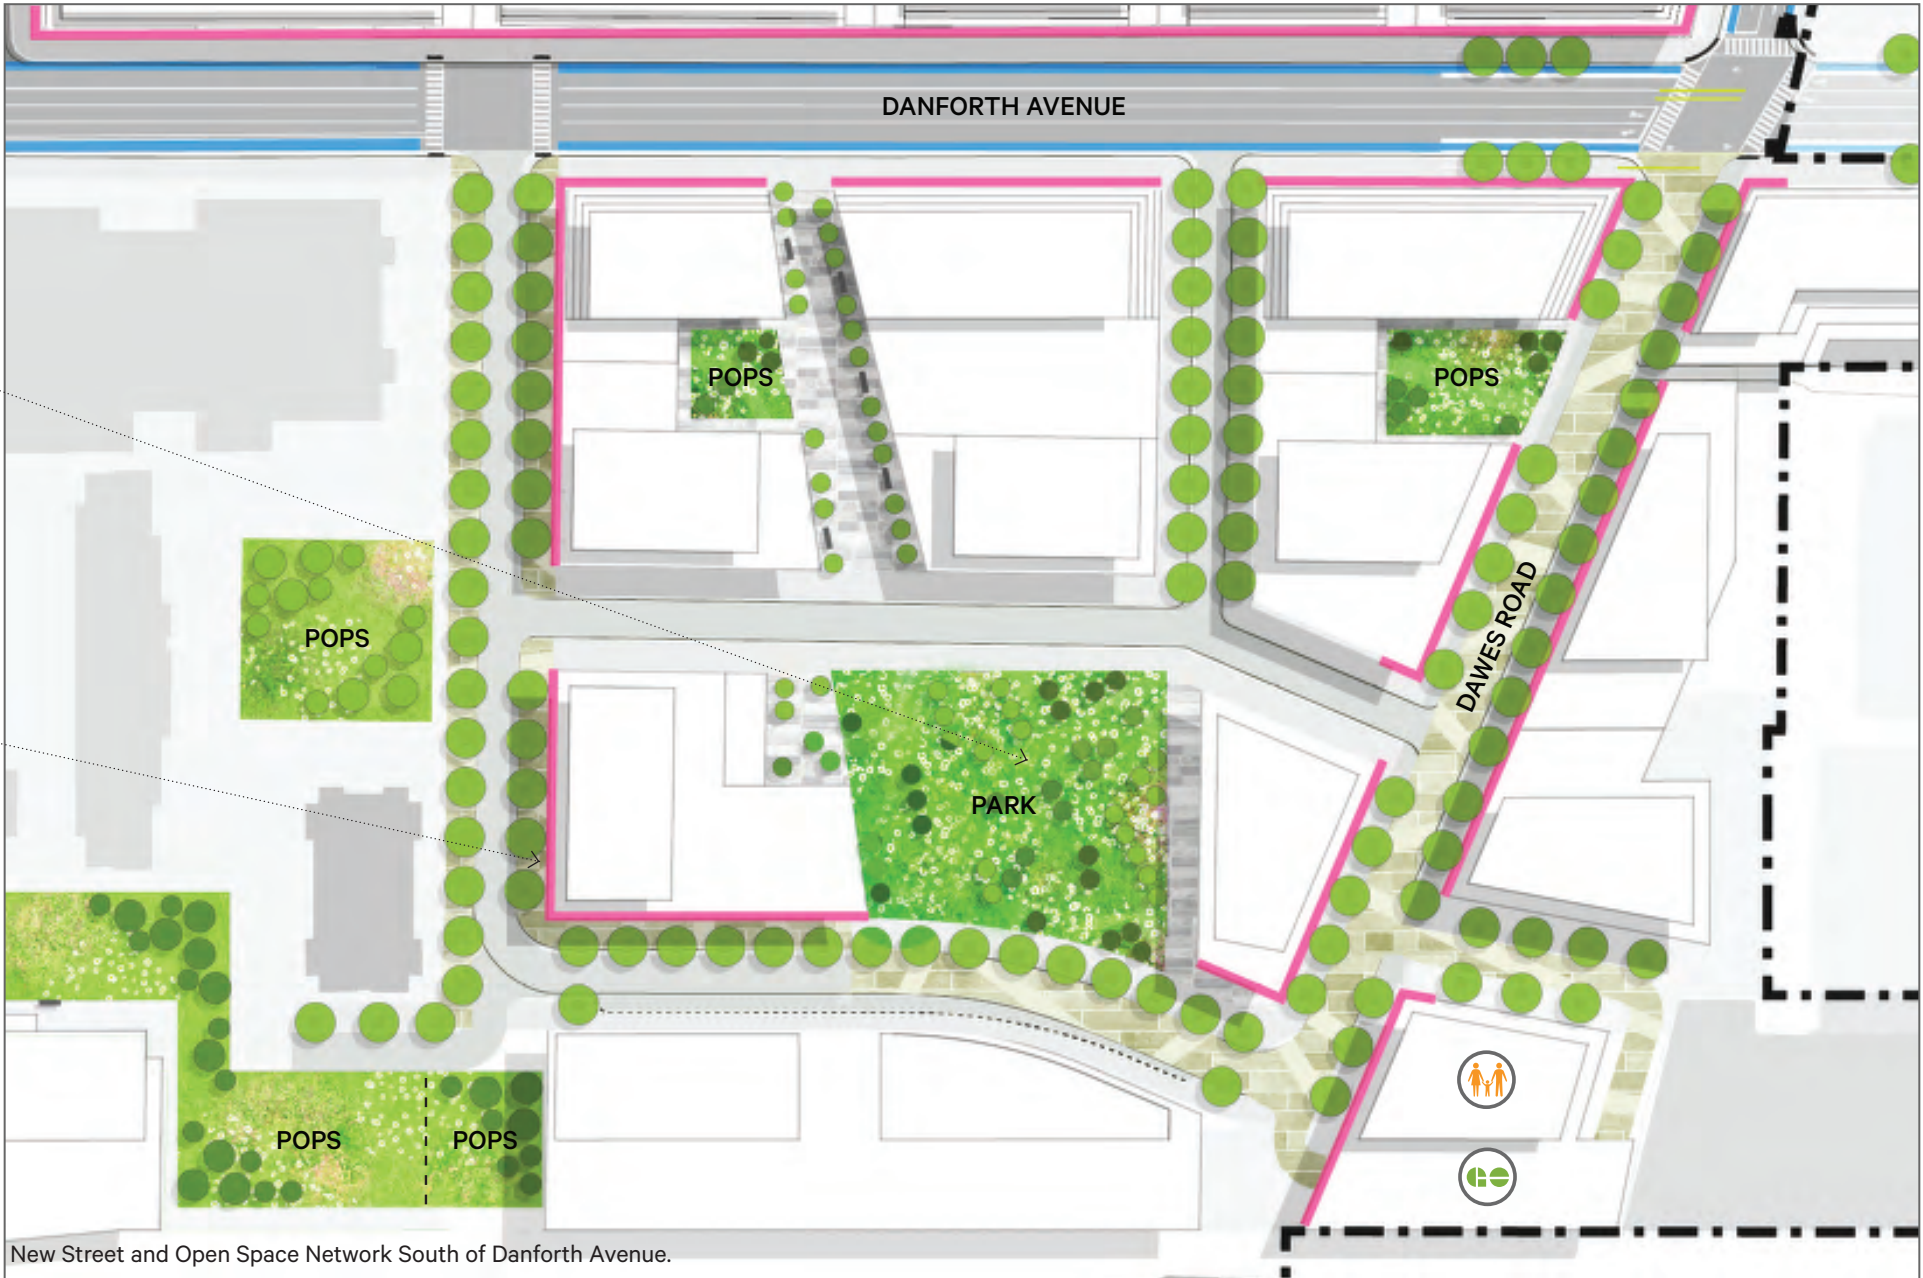 DANFORTH AVENUE
POPS
POPS
POPS
DAWES ROAD
PARK
POPS
POPS
GO
New Street and Open Space Network South of Danforth Avenue.